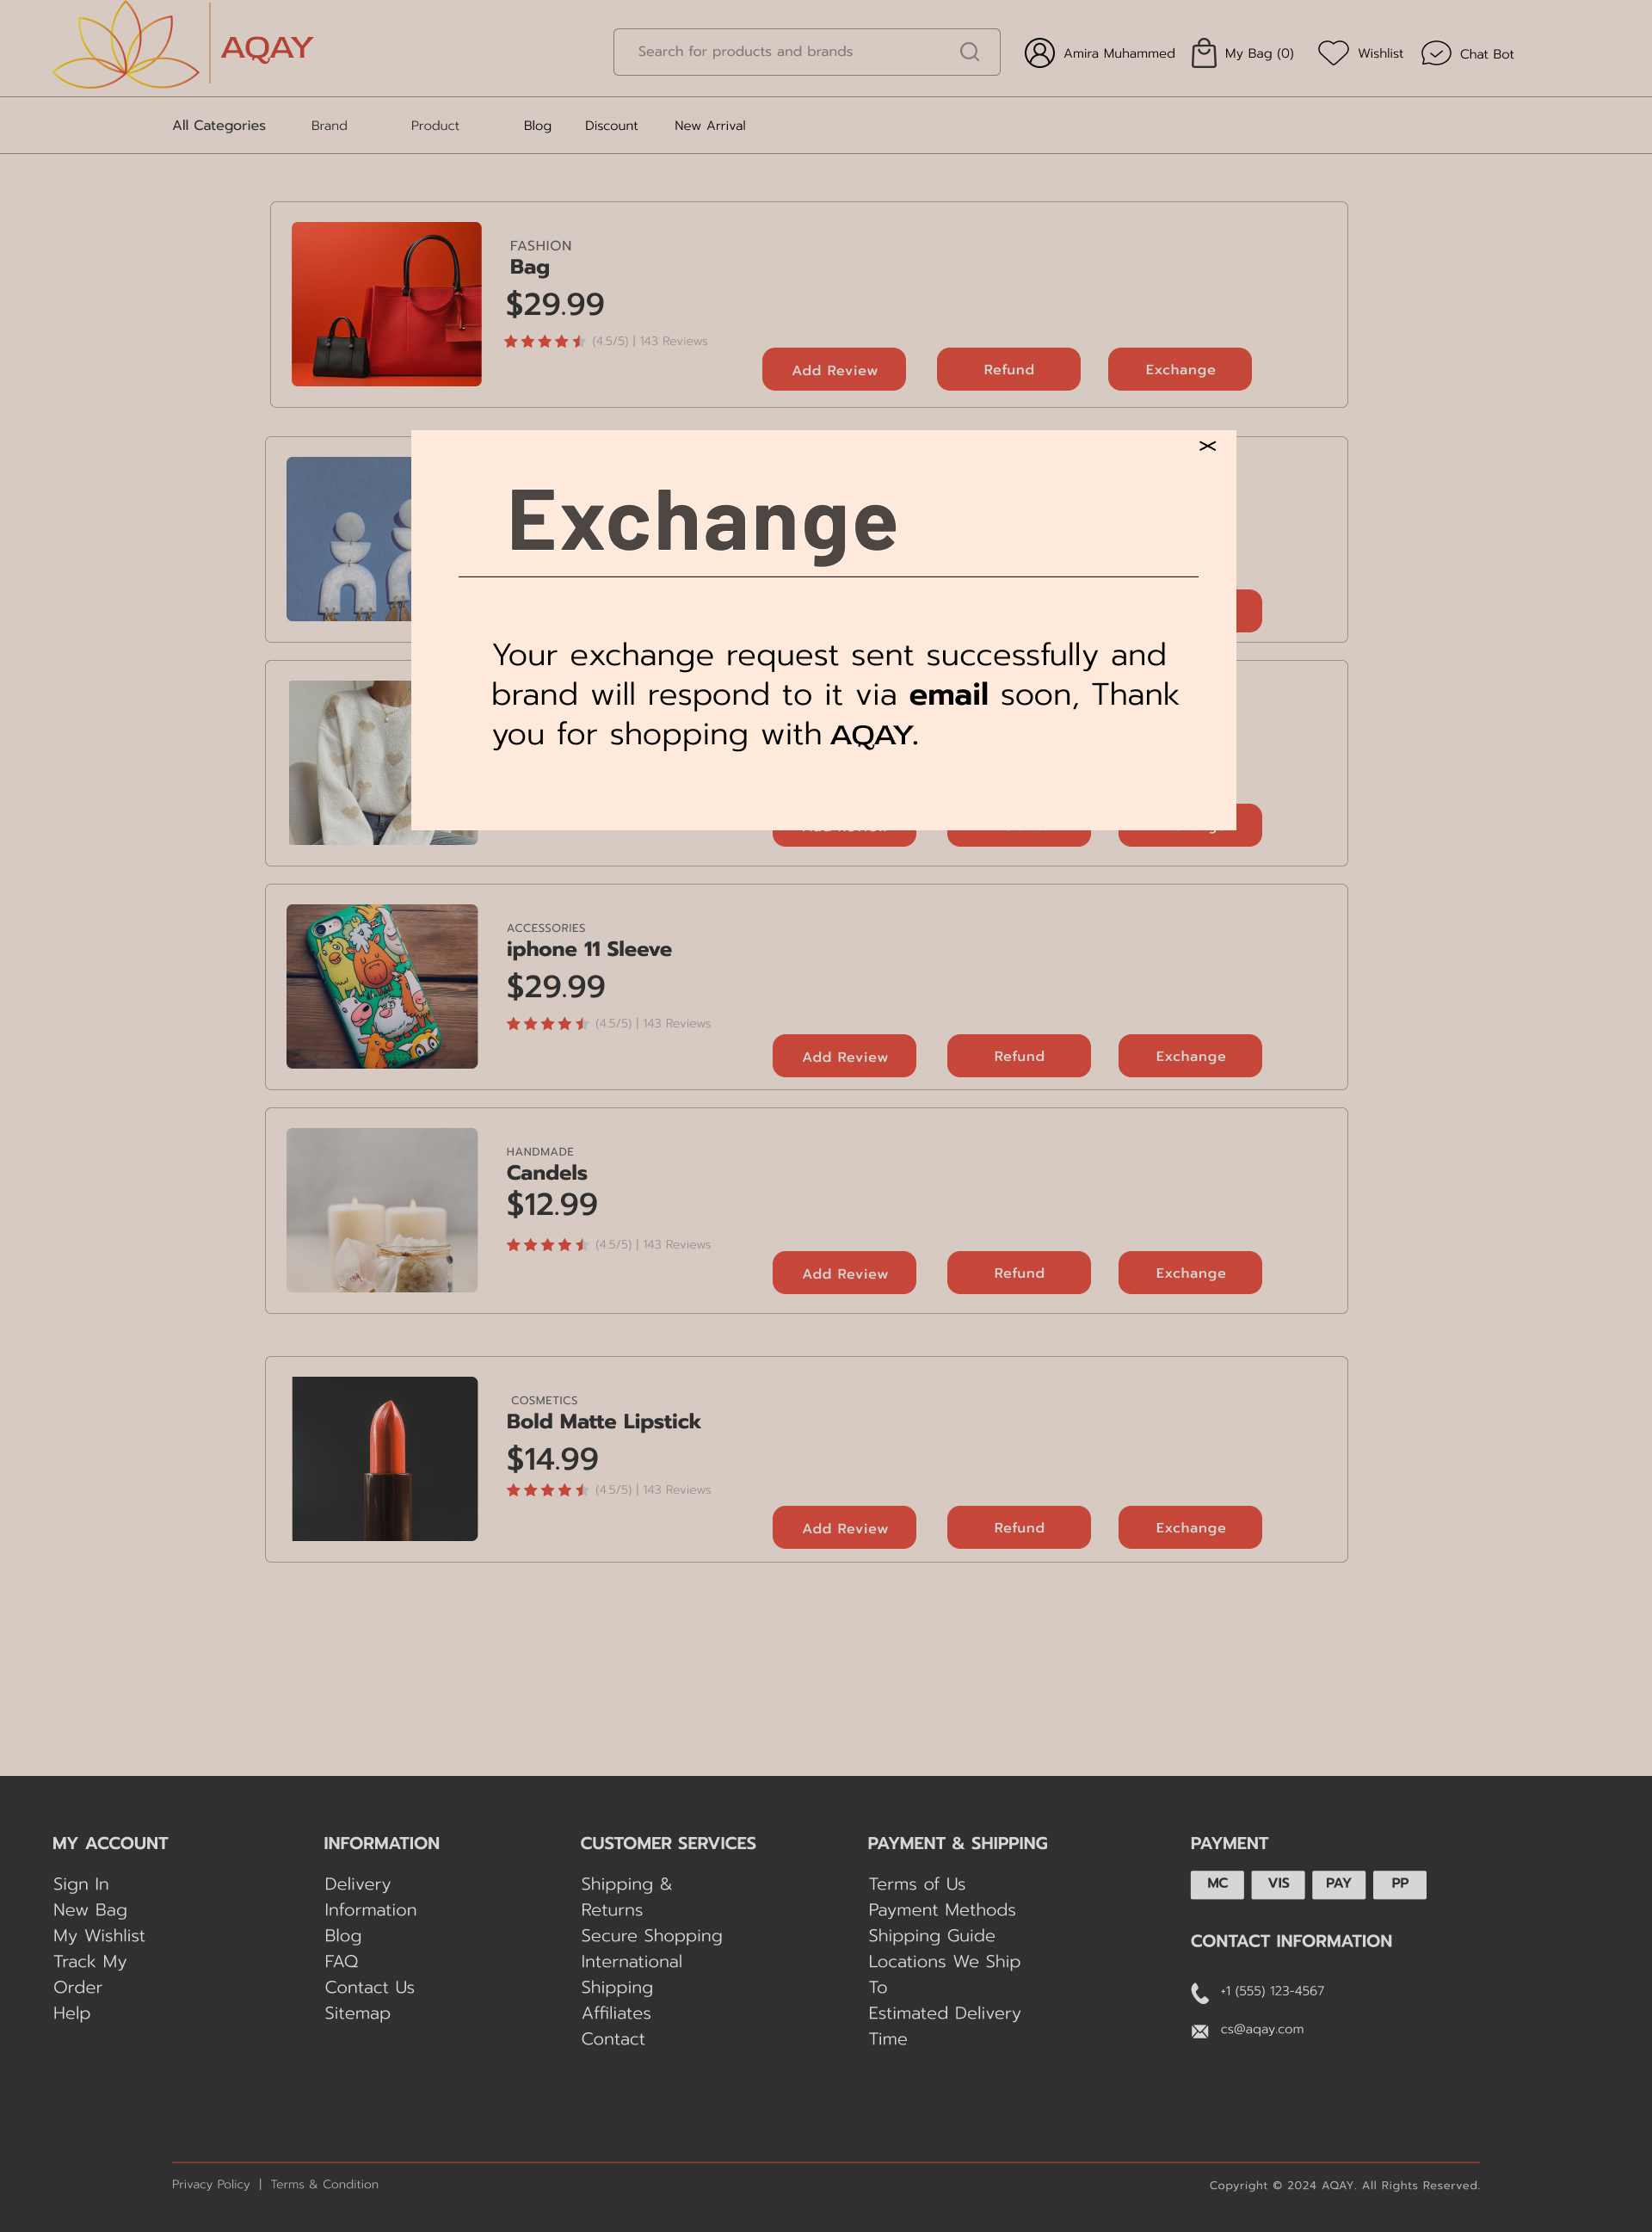 AQAY
Search for products and brands
Amira Muhammed
My Bag (0)
Wishlist
Chat Bot
All Categories
Brand
Product
Blog
Discount
New Arrival
FASHION
Bag
$29.99
(4.5/5) | 143 Reviews
Add Review
Refund
Exchange
Exchange
Your exchange request sent successfully and
brand will respond to it via email soon, Thank
you for shopping with AQAY.
ACCESSORIES
iphone 11 Sleeve
$29.99
(4.5/5) | 143 Reviews
Add Review
Refund
Exchange
HANDMADE
Candels
$12.99
(4.5/5) | 143 Reviews
Add Review
Refund
Exchange
COSMETICS
Bold Matte Lipstick
$14.99
(4.5/5) | 143 Reviews
Add Review
Refund
Exchange
MY ACCOUNT
Sign In
New Bag
My Wishlist
Track My
Order
Help
INFORMATION
Delivery
Information
Blog
FAQ
Contact Us
Sitemap
CUSTOMER SERVICES
Shipping &
Returns
Secure Shopping
International
Shipping
Affiliates
Contact
PAYMENT & SHIPPING
Terms of Us
Payment Methods
Shipping Guide
Locations We Ship
To
Estimated Delivery
Time
PAYMENT
MC
VIS
PAY
PP
CONTACT INFORMATION
+1 (555) 123-4567
cs@aqay.com
Privacy Policy | Terms & Condition
Copyright © 2024 AQAY. All Rights Reserved.